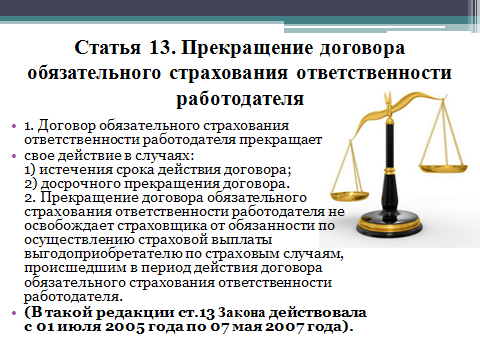 Статья 13. Прекращение договора
обязательного страхования ответственности
работодателя
• 1. Договор обязательного страхования
ответственности работодателя прекращает
• свое действие в случаях:
1) истечения срока действия договора;
2) досрочного прекращения договора.
2. Прекращение договора обязательного
страхования ответственности работодателя не
освобождает страховщика от обязанности по
осуществлению страховой выплаты
выгодоприобретателю по страховым случаям,
происшедшим в период действия договора
обязательного страхования ответственности
работодателя.
• (В такой редакции ст.13 Закова действовала
с 01 июля 2005 года по 07 мая 2007 года).